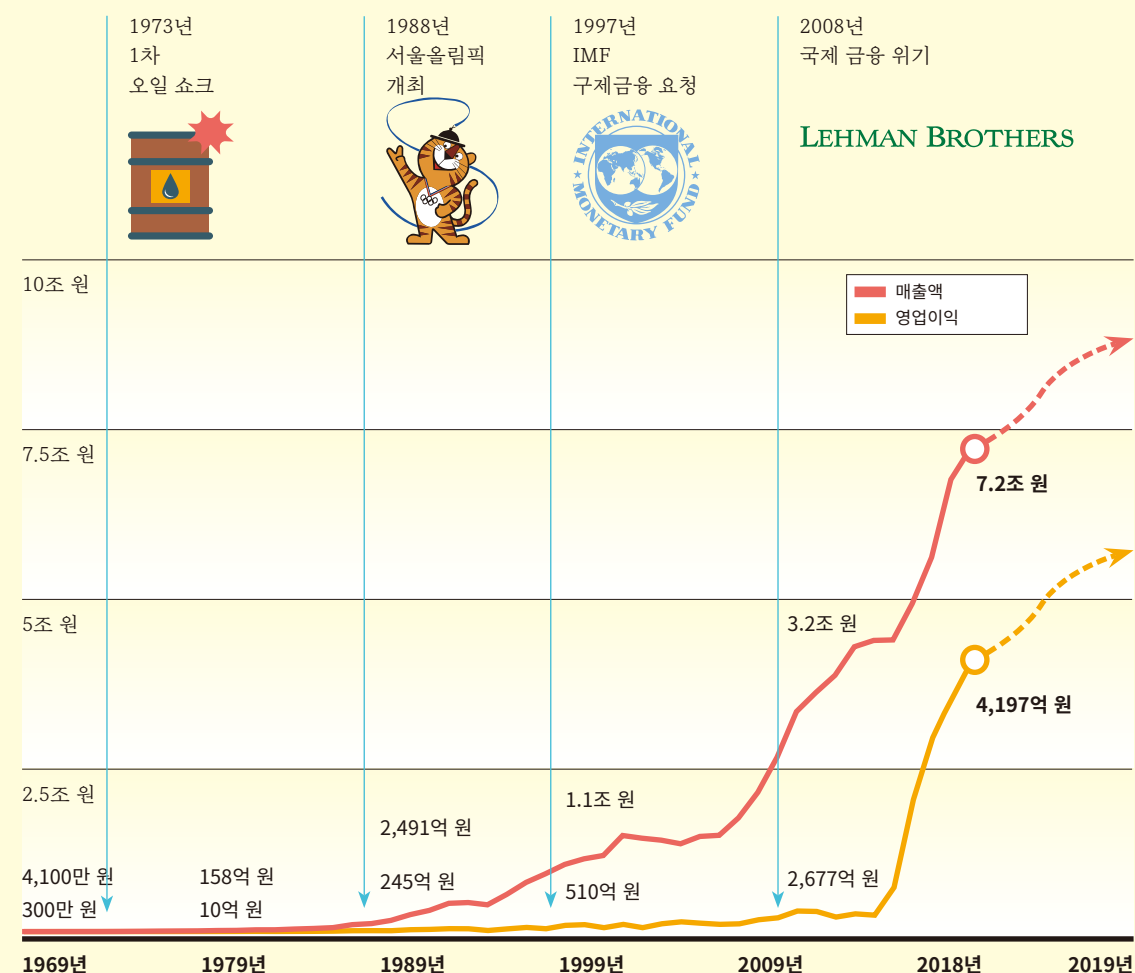 1973년
1차
오일 쇼크
1988년
서울올림픽
개최
1997년
IMF
구제금융 요청
2008년
국제 금융 위기
INTERNATIONAL
MONETARY FUND
LEHMAN BROTHERS
10조 원
매출액
영업이익
7.5조 원
7.2조 원
5조 원
3.2조 원
4,197억 원
2.5조 원
1.1조 원
2,491억 원
4,100만 원
158억 원
245억 원
510억 원
2,677억 원
300만 원
10억 원
1969년
1979년
1989년
1999년
2009년
2018년
2019년